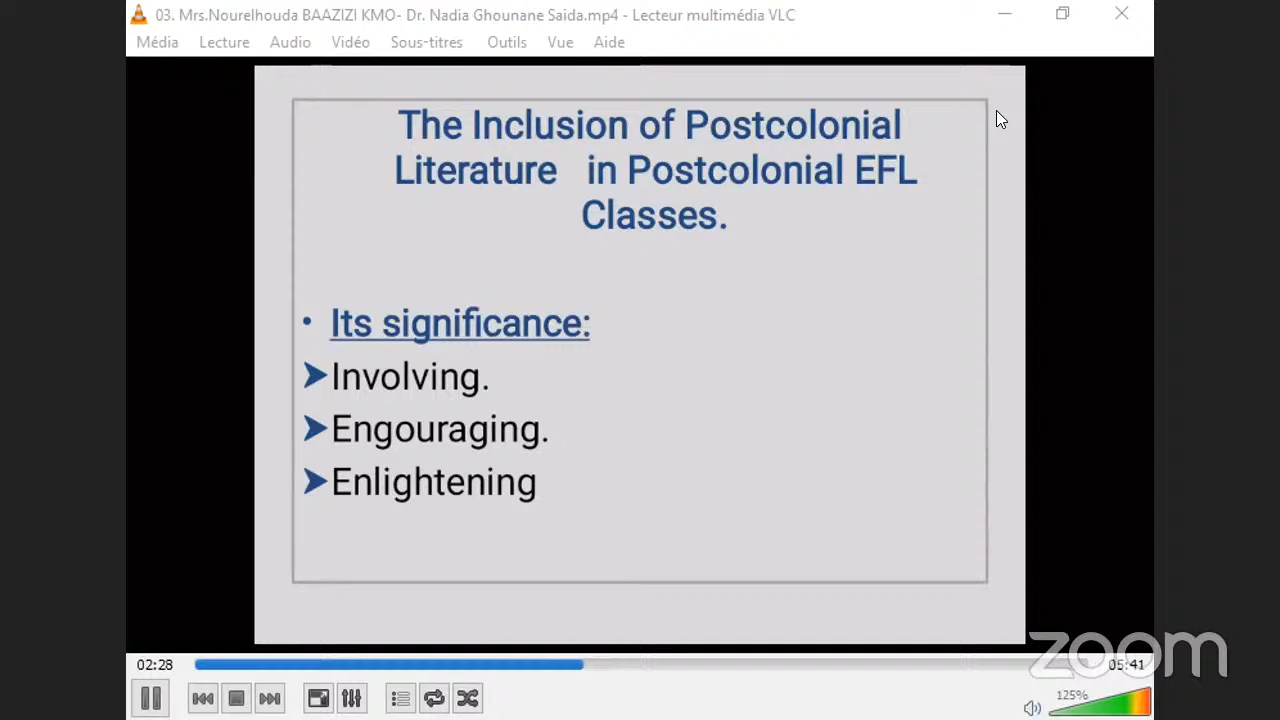 03. Mrs.Nourelhouda BAAZIZI KMO- Dr. Nadia Ghounane Saida.mp4 - Lecteur multimédia VLC
Média Lecture Audio Vidéo Sous-titres Outils Vue Aide
The Inclusion of Postcolonial
Literature in Postcolonial EFL
Classes.
• Its significance:
➤Involving.
➤Engouraging.
➤Enlightening
zoom
02:28 05:41
125%